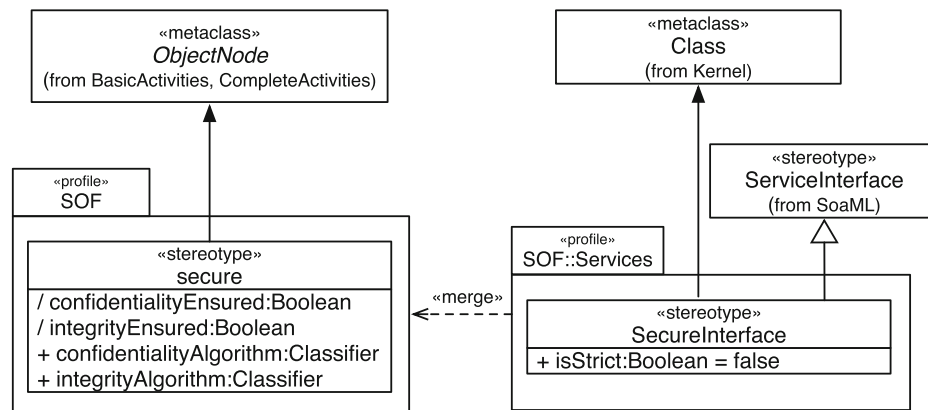 «metaclass»
ObjectNode
(from BasicActivities, CompleteActivities)
«metaclass»
Class
(from Kernel)
«stereotype»
ServiceInterface
(from SoaML)
«profile»
SOF
«stereotype»
secure
/ confidentialityEnsured:Boolean
/ integrityEnsured:Boolean
+ confidentialityAlgorithm:Classifier
+ integrityAlgorithm:Classifier
«merge»
«profile»
SOF::Services
«stereotype»
SecureInterface
+ isStrict:Boolean = false